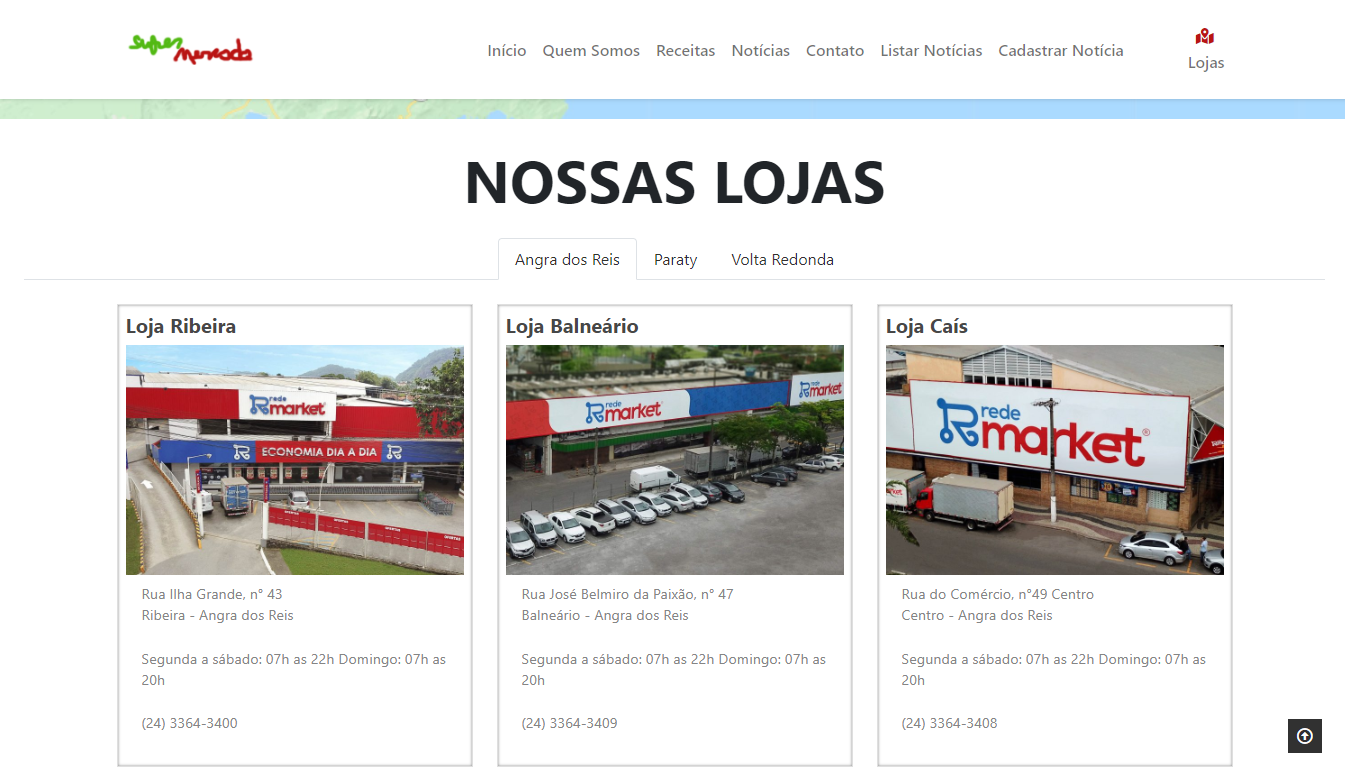 super
mercado
Início Quem Somos Receitas Notícias Contato Listar Notícias Cadastrar Notícia
Lojas
NOSSAS LOJAS
Angra dos Reis Paraty Volta Redonda
Loja Ribeira
rede
market
ECONOMIA DIA A DIA
Rua Ilha Grande, n° 43
Ribeira - Angra dos Reis
Segunda a sábado: 07h as 22h Domingo: 07h as
20h
(24) 3364-3400
Loja Balneário
rede
market
rede
market
Rua José Belmiro da Paixão, n° 47
Balneário - Angra dos Reis
Segunda a sábado: 07h as 22h Domingo: 07h as
20h
(24) 3364-3409
Loja Caís
rede
market®
Rua do Comércio, n°49 Centro
Centro - Angra dos Reis
Segunda a sábado: 07h as 22h Domingo: 07h as
20h
(24) 3364-3408